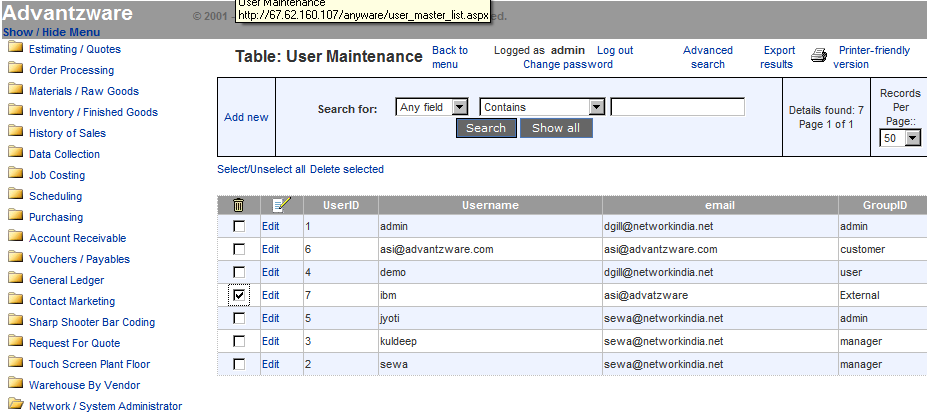 User Maintenance
http://67.62.160.107/anyware/user_master_list.aspx
Advantzware
© 2001 -
ed.
Show / Hide Menu
Estimating / Quotes
Order Processing
Materials / Raw Goods
Inventory / Finished Goods
History of Sales
Data Collection
Job Costing
Scheduling
Purchasing
Account Receivable
Vouchers / Payables
General Ledger
Contact Marketing
Sharp Shooter Bar Coding
Request For Quote
Touch Screen Plant Floor
Warehouse By Vendor
Network / System Administrator
Table: User Maintenance
Back to
menu
Logged as admin Log out
Change password
Advanced
search
Export
results
Printer-friendly
version
Add new
Search for:
Any field
Contains
Search
Show all
Details found: 7
Page 1 of 1
Records
Per
Page::
50
Select/Unselect all Delete selected
UserID Username email GroupID
Edit 1 admin dgill@networkindia.net admin
Edit 6 asi@advantzware.com asi@advantzware.com customer
Edit 4 demo dgill@networkindia.net user
Edit 7 ibm asi@advatzware External
Edit 5 jyoti sewa@networkindia.net admin
Edit 3 kuldeep sewa@networkindia.net manager
Edit 2 sewa sewa@networkindia.net manager